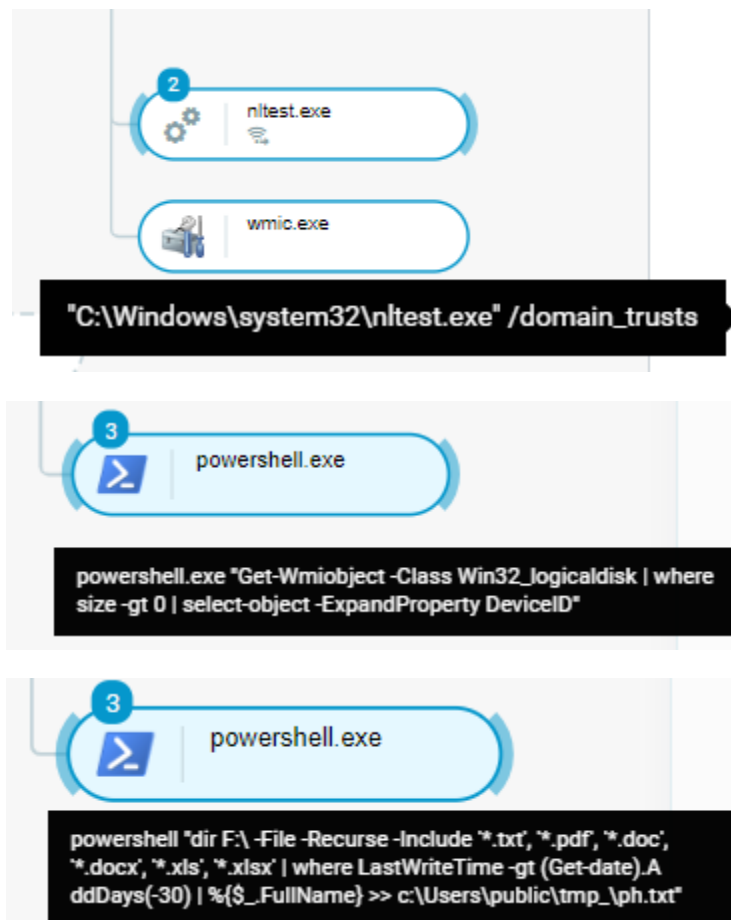 2
nltest.exe
wmic.exe
"C:\Windows\system32\nltest.exe" /domain_trusts
3
powershell.exe
powershell.exe "Get-Wmiobject -Class Win32_logicaldisk | where
size -gt 0 | select-object -ExpandProperty DeviceID"
3
powershell.exe
powershell "dir F:\ -File -Recurse -Include '*.txt', '*.pdf', '*.doc',
'*.docx', '*.xls', '*.xlsx' | where LastWriteTime -gt (Get-date).A
ddDays(-30) | %{$_.FullName} >> c:\Users\public\tmp_\ph.txt"